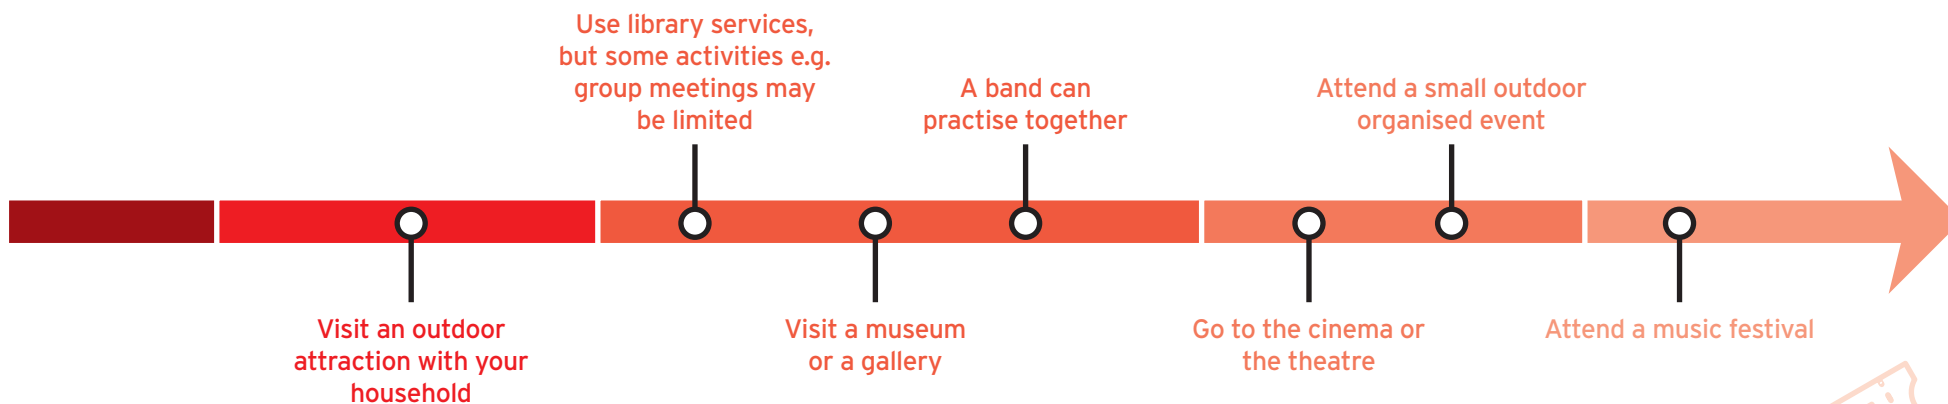 Use library services,
but some activities e.g.
group meetings may
be limited
A band can
practise together
Attend a small outdoor
organised event
Visit an outdoor
attraction with your
household
Visit a museum
or a gallery
Go to the cinema or
the theatre
Attend a music festival